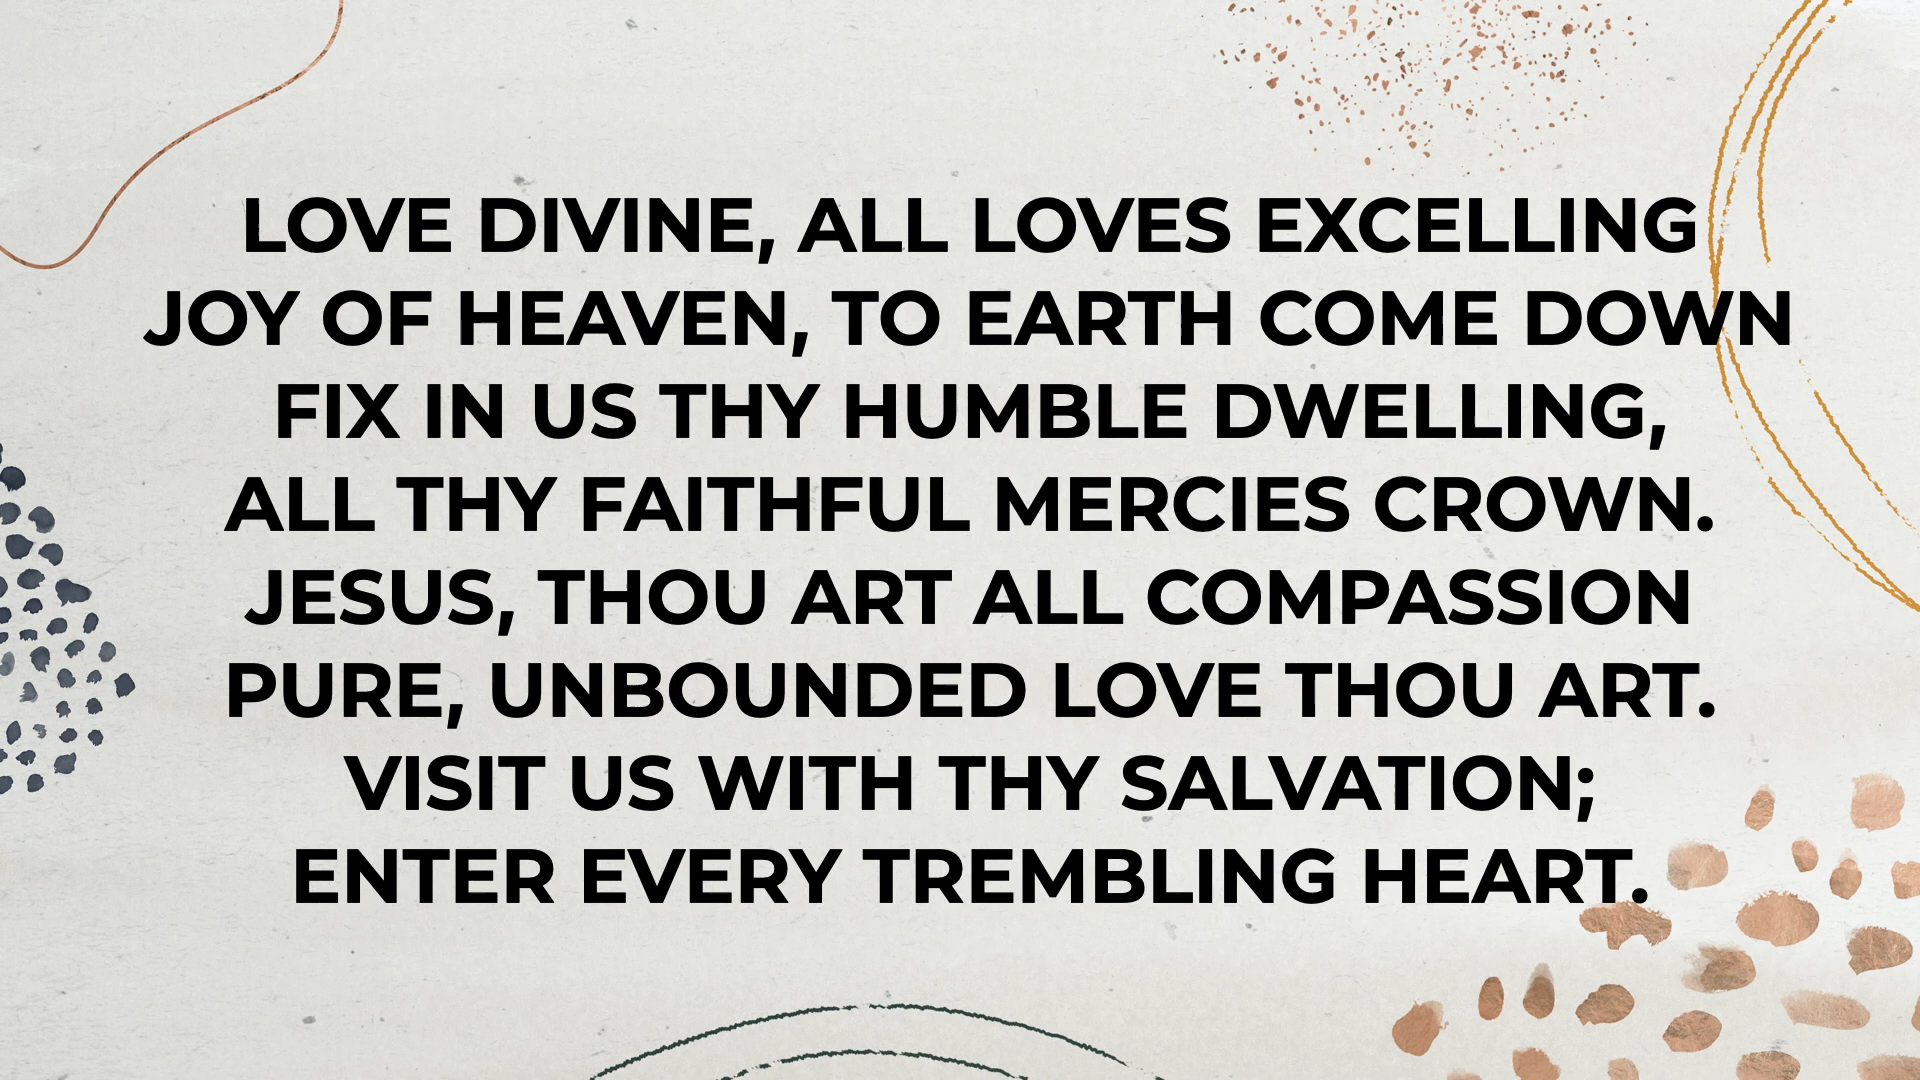 LOVE DIVINE, ALL LOVES EXCELLING
JOY OF HEAVEN, TO EARTH COME DOWN
FIX IN US THY HUMBLE DWELLING,
ALL THY FAITHFUL MERCIES CROWN.
JESUS, THOU ART ALL COMPASSION
PURE, UNBOUNDED LOVE THOU ART.
VISIT US WITH THY SALVATION;
ENTER EVERY TREMBLING HEART.